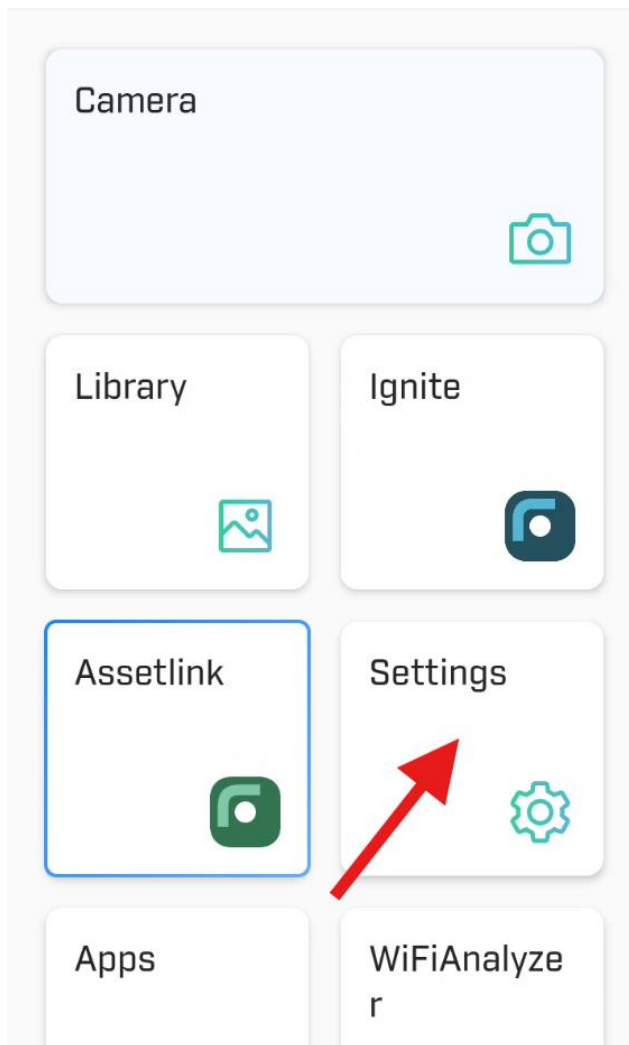 Camera
Library
Ignite
Assetlink
Settings
Apps
WiFiAnalyze
r